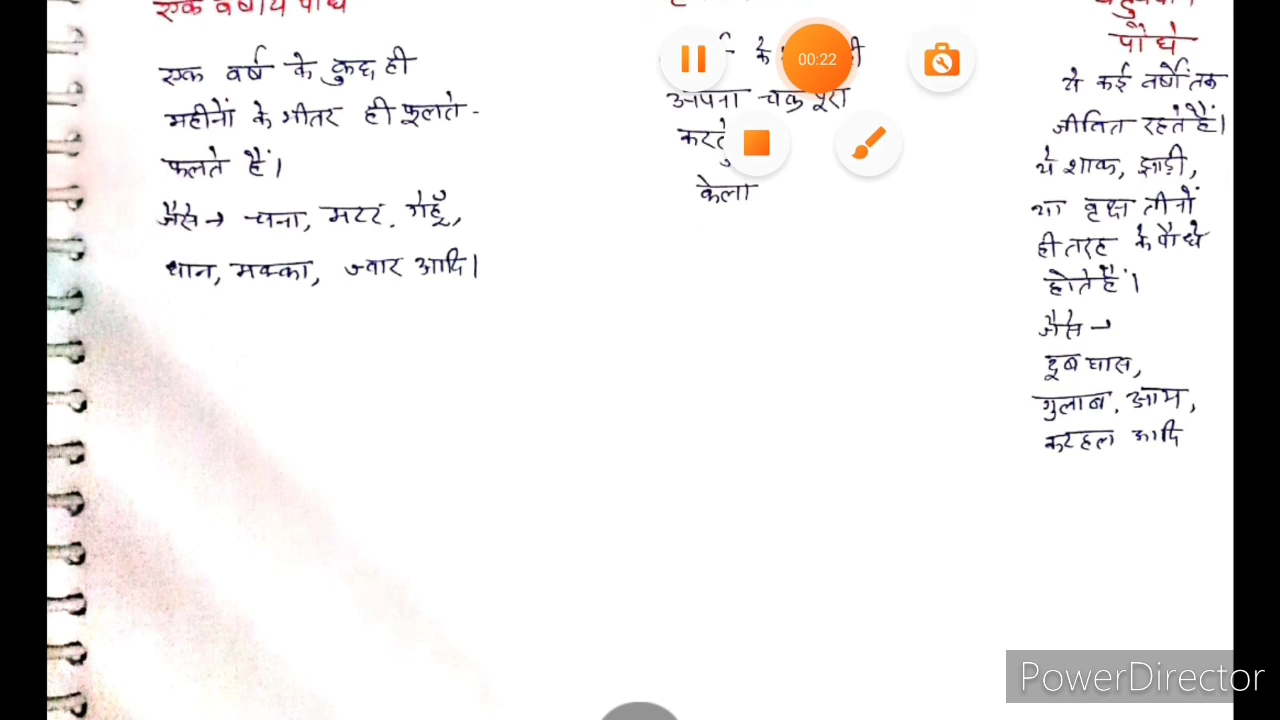 एक वर्षीय पौधे
एक वर्ष के कुछ ही
महीनों के भीतर ही फूलते -
फलते हैं।
जैसे → चना, मटर, गेहूँ,
धान, मक्का, ज्वार आदि।
के
अपना चक्र पूरा
करते
केला
पौधे
ये कई वर्षों तक
जीवित रहते हैं।
ये शाक, झाड़ी,
या वृक्ष तीनों
ही तरह के पौधे
होते हैं।
जैसे →
दूब घास,
गुलाब, आम,
कटहल आदि
00:22
PowerDirector